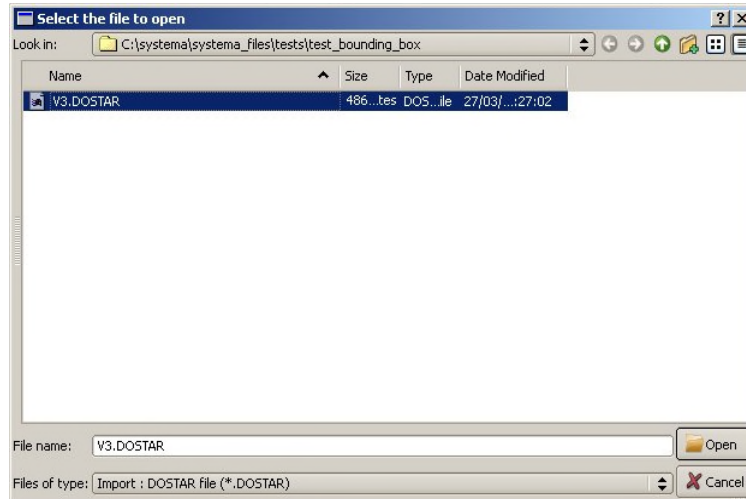 Select the file to open
Look in: C:\systema\systema_files\tests\test_bounding_box
Name Size Type Date Modified
V3.DOSTAR 486...tes DOS...ile 27/03/...:27:02
File name: V3.DOSTAR Open
Files of type: Import : DOSTAR file (*.DOSTAR) Cancel